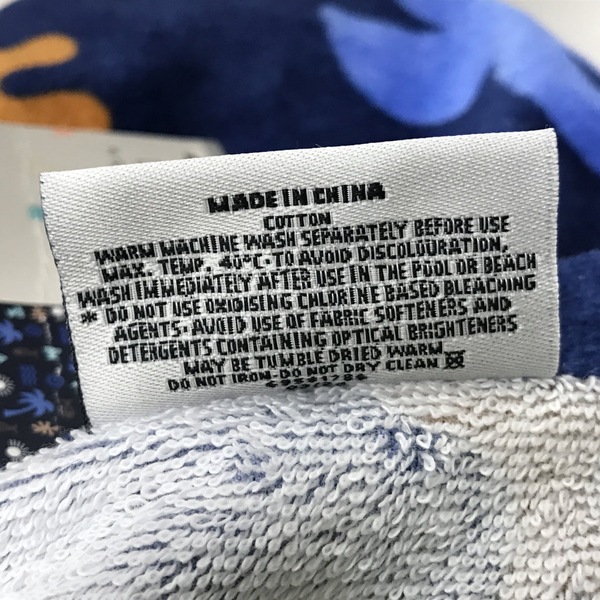 MADE IN CHINA
COTTON
WARM MACHINE WASH SEPARATELY BEFORE USE
MAX. TEMP. 40°C·TO AVOID DISCOLOURATION,
WASH IMMEDIATELY AFTER USE IN THE POOL OR BEACH
* DO NOT USE OXIDISING CHLORINE BASED BLEACHING
AGENTS·AVOID USE OF FABRIC SOFTENERS AND
DETERGENTS CONTAINING OPTICAL BRIGHTENERS
MAY BE TUMBLE DRIED WARM
DO NOT IRON·DO NOT DRY CLEAN